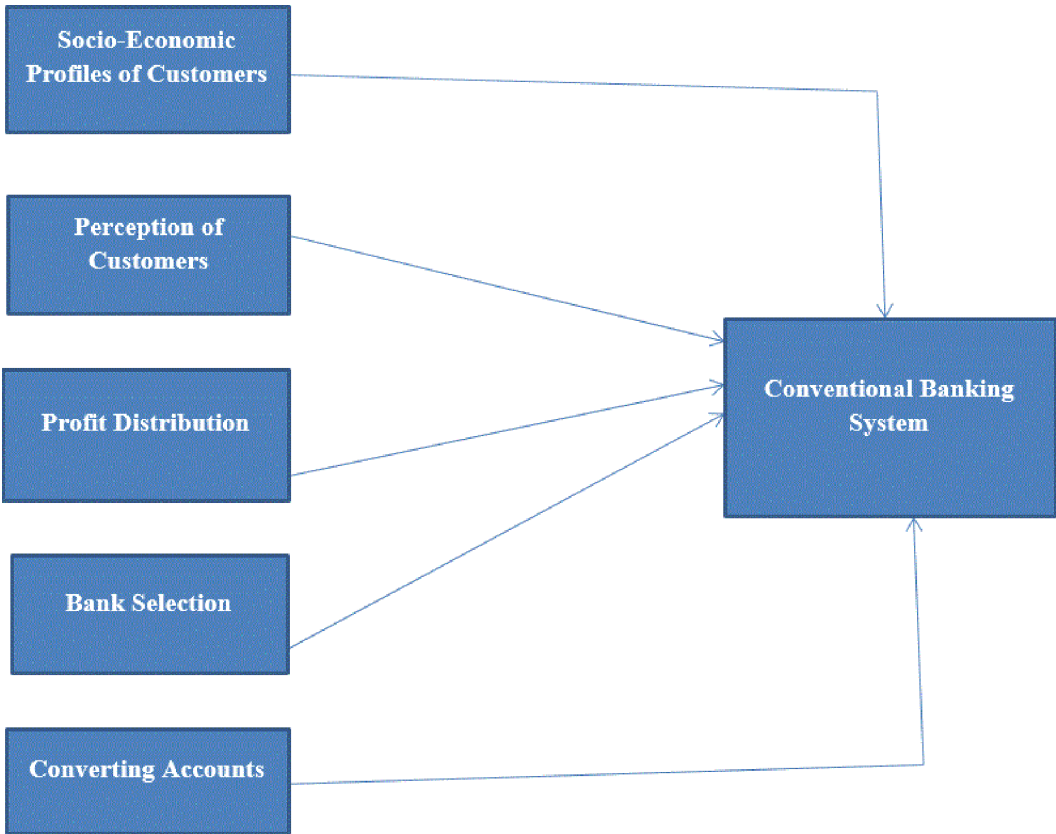 Socio-Economic
Profiles of Customers
Perception of
Customers
Profit Distribution
Bank Selection
Converting Accounts
Conventional Banking
System